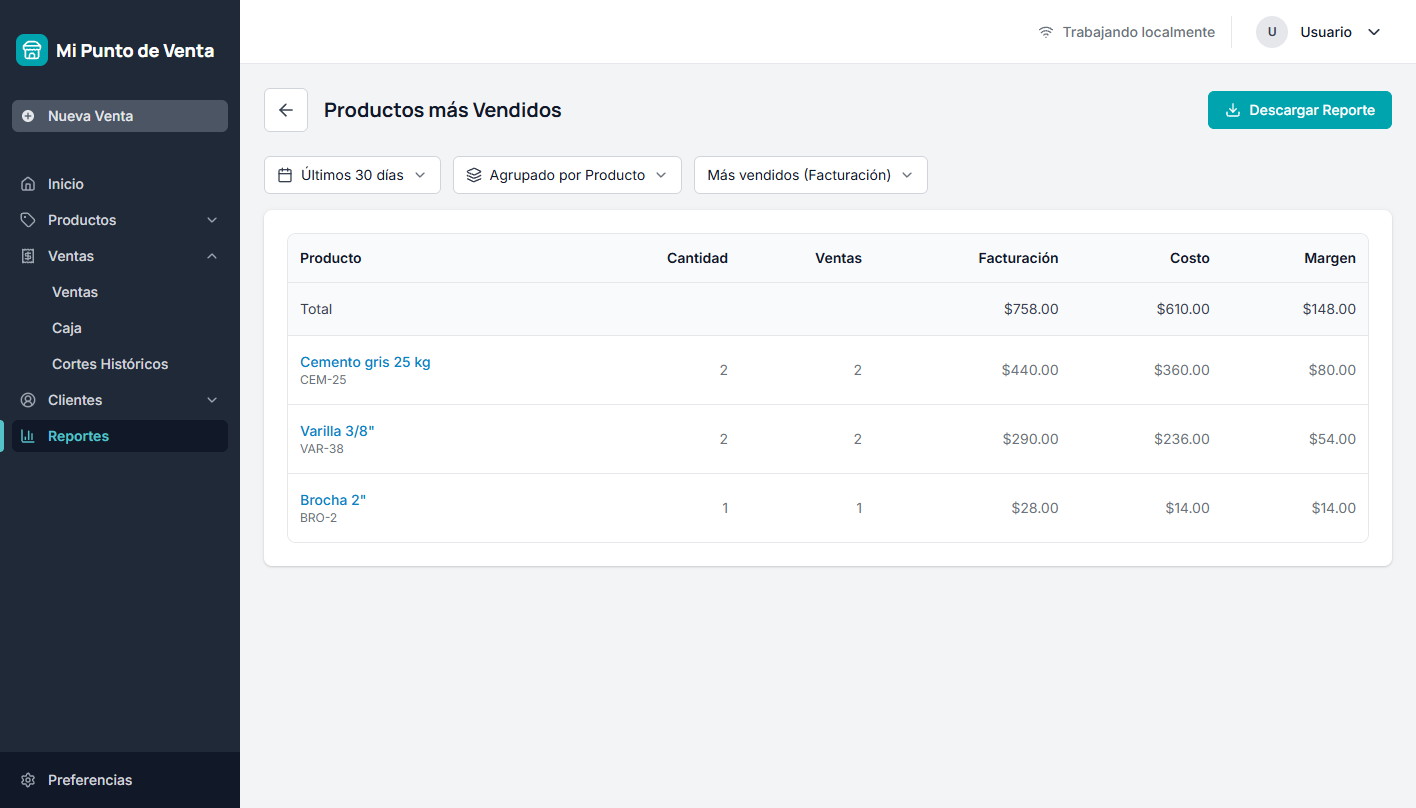 Mi Punto de Venta
Trabajando localmente
U
Usuario
Nueva Venta
Inicio
Productos
Ventas
Ventas
Caja
Cortes Históricos
Clientes
Reportes
Preferencias
Productos más Vendidos
Descargar Reporte
Últimos 30 días
Agrupado por Producto
Más vendidos (Facturación)
Producto Cantidad Ventas Facturación Costo Margen
Total $758.00 $610.00 $148.00
Cemento gris 25 kg
CEM-25
2 2 $440.00 $360.00 $80.00
Varilla 3/8"
VAR-38
2 2 $290.00 $236.00 $54.00
Brocha 2"
BRO-2
1 1 $28.00 $14.00 $14.00